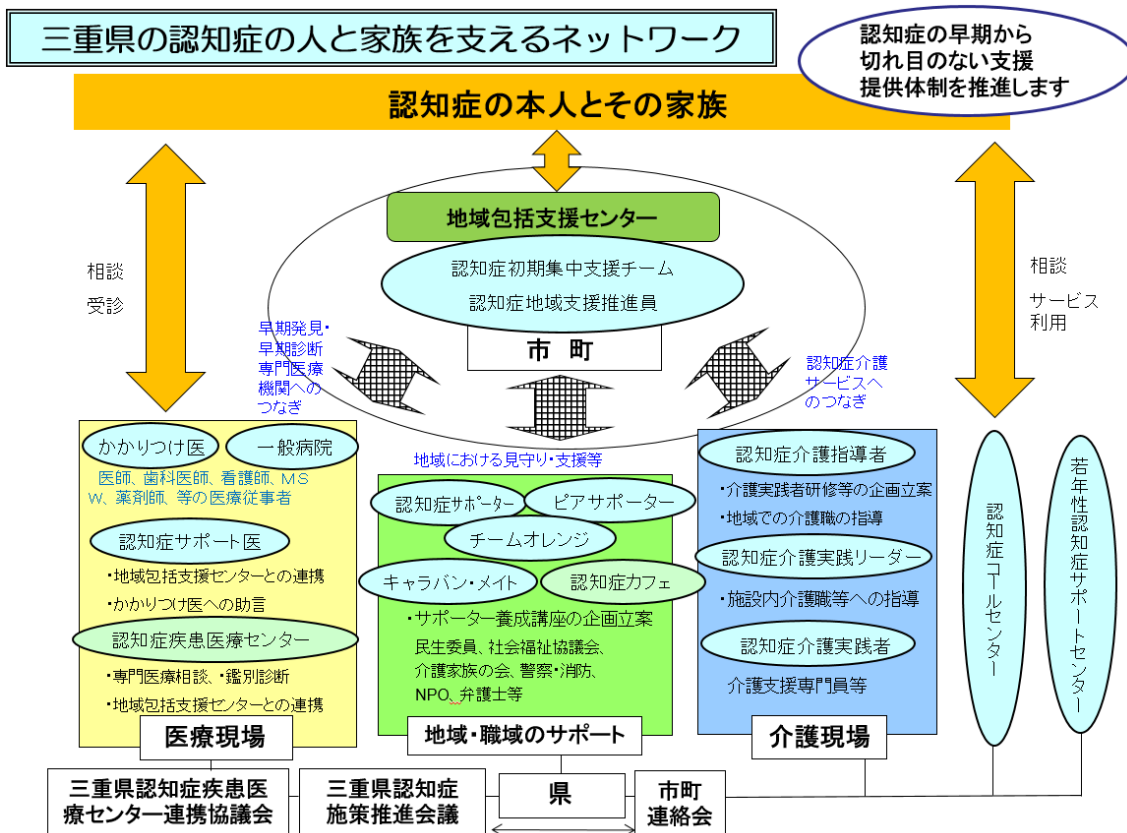 三重県の認知症の人と家族を支えるネットワーク
認知症の早期から
切れ目のない支援
提供体制を推進します
認知症の本人とその家族
地域包括支援センター
認知症初期集中支援チーム
認知症地域支援推進員
市 町
相談
受診
相談
サービス
利用
早期発見・
早期診断
専門医療
機関への
つなぎ
認知症介護
サービスへ
のつなぎ
地域における見守り・支援等
かかりつけ医
一般病院
医師、歯科医師、看護師、MS
W、薬剤師、等の医療従事者
認知症サポート医
・地域包括支援センターとの連携
・かかりつけ医への助言
認知症疾患医療センター
・専門医療相談、・鑑別診断
・地域包括支援センターとの連携
医療現場
認知症サポーター
ピアサポーター
チームオレンジ
キャラバン・メイト
認知症カフェ
・サポーター養成講座の企画立案
民生委員、社会福祉協議会、
介護家族の会、警察・消防、
NPO、弁護士等
地域・職域のサポート
認知症介護指導者
・介護実践者研修等の企画立案
・地域での介護職の指導
認知症介護実践リーダー
・施設内介護職等への指導
認知症介護実践者
介護支援専門員等
介護現場
認知症コールセンター
若年性認知症サポートセンター
三重県認知症疾患医
療センター連携協議会
三重県認知症
施策推進会議
県
市町
連絡会